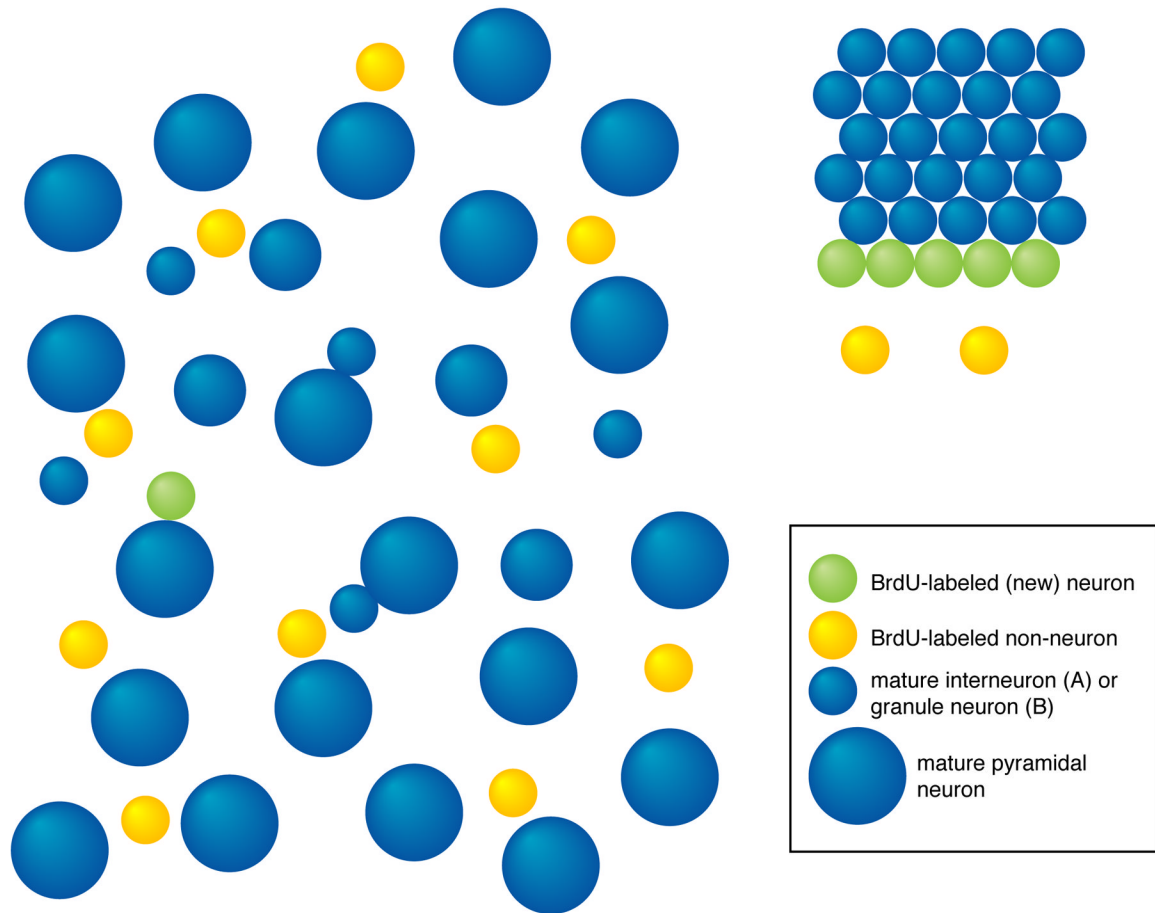 BrdU-labeled (new) neuron
BrdU-labeled non-neuron
mature interneuron (A) or
granule neuron (B)
mature pyramidal
neuron